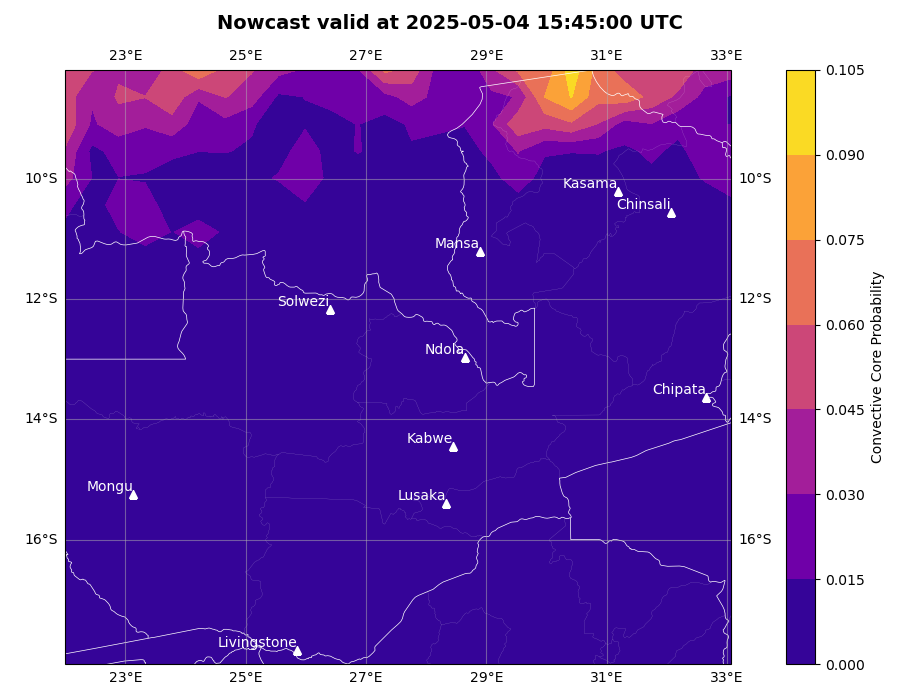 Nowcast valid at 2025-05-04 15:45:00 UTC
23°E 25°E 27°E 29°E 31°E 33°E
0.105
0.090
10°S 10°S
Kasama
Chinsali
0.075
Mansa
12°S 12°S
Solwezi
0.060
Ndola
Chipata
0.045
14°S 14°S
Kabwe
Mongu
Lusaka
0.030
16°S 16°S
0.015
Livingstone
0.000
23°E 25°E 27°E 29°E 31°E 33°E
Convective Core Probability